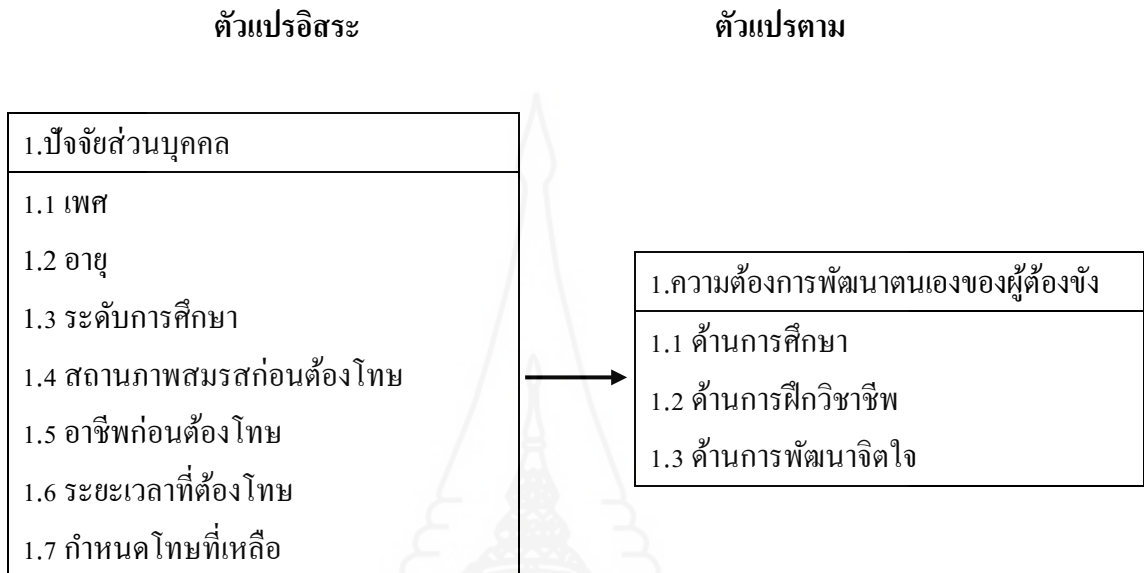 ตัวแปรอิสระ
ตัวแปรตาม
1.ปัจจัยส่วนบุคคล
1.1 เพศ
1.2 อายุ
1.3 ระดับการศึกษา
1.4 สถานภาพสมรสก่อนต้องโทษ
1.5 อาชีพก่อนต้องโทษ
1.6 ระยะเวลาที่ต้องโทษ
1.7 กำหนดโทษที่เหลือ
1.ความต้องการพัฒนาตนเองของผู้ต้องขัง
1.1 ด้านการศึกษา
1.2 ด้านการฝึกวิชาชีพ
1.3 ด้านการพัฒนาจิตใจ